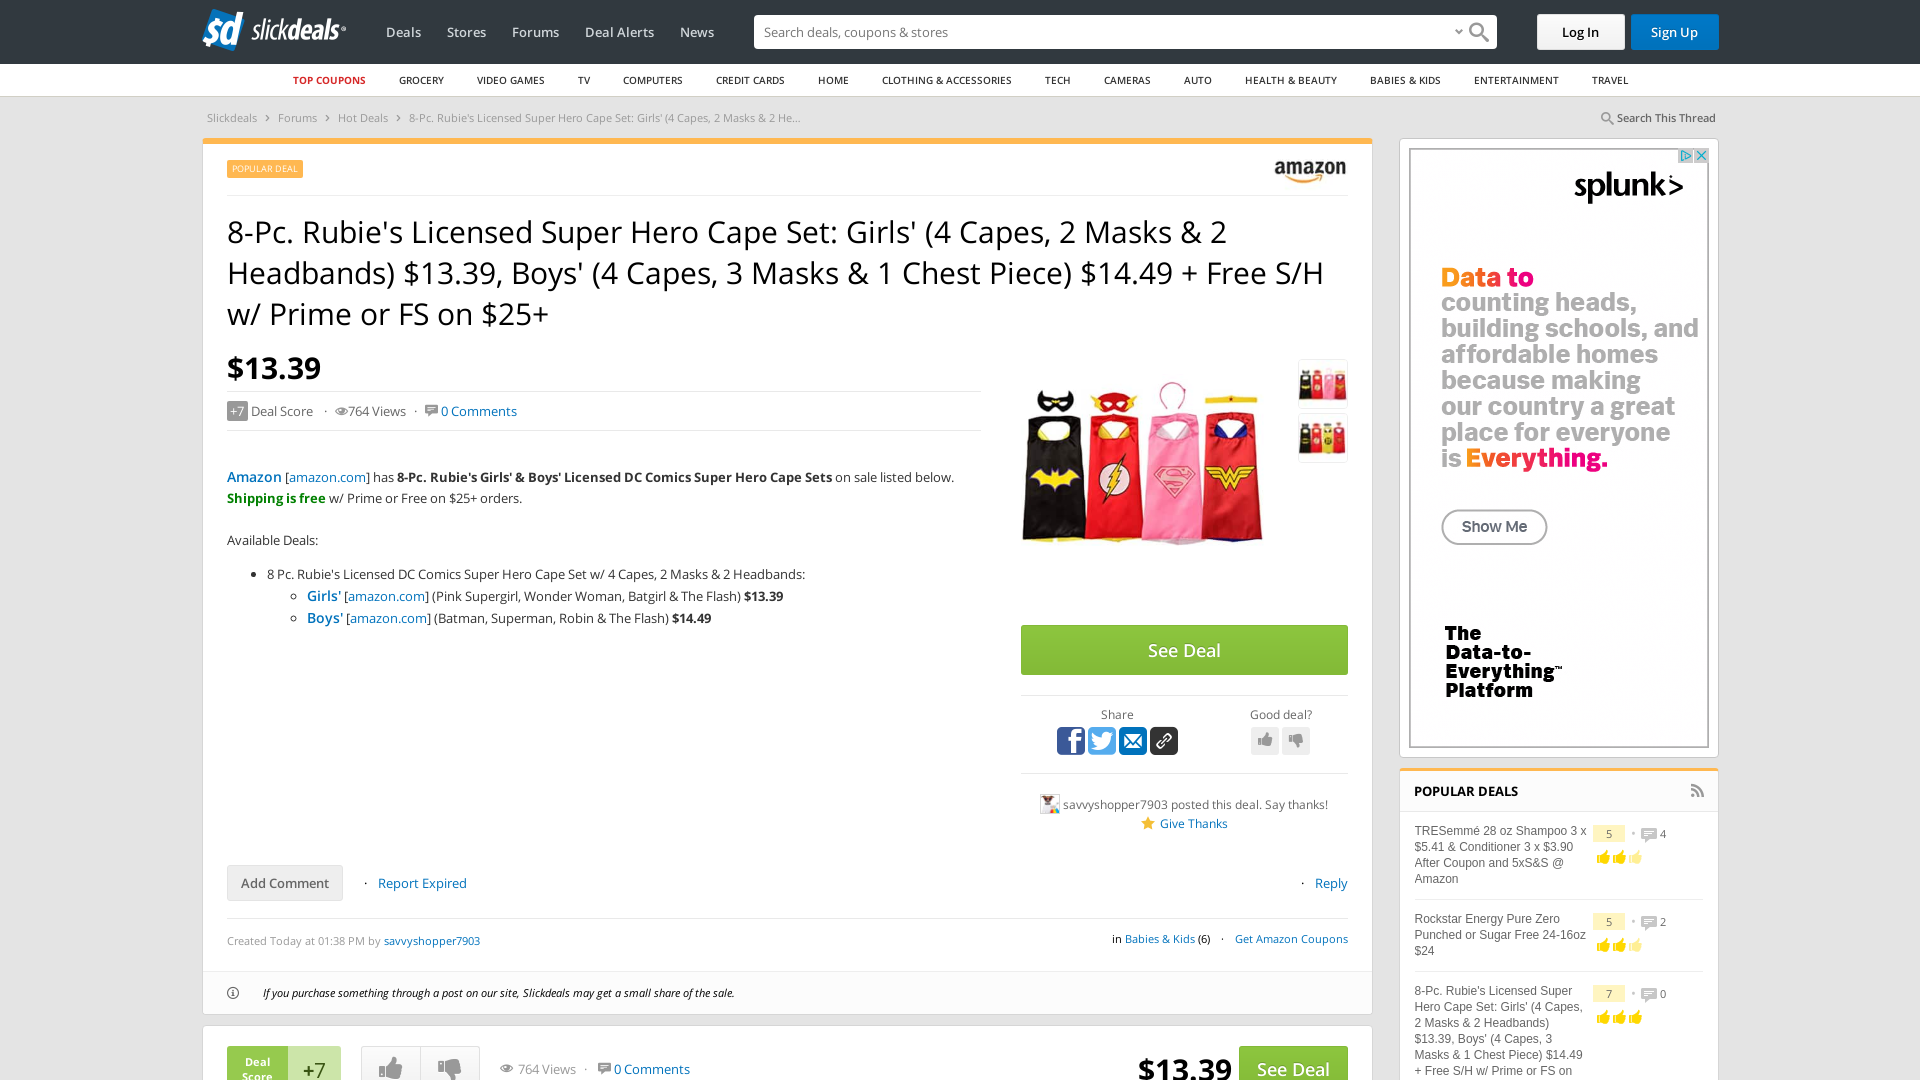 sd slickdeals
Deals Stores Forums Deal Alerts News
Search deals, coupons & stores
Log In
Sign Up
TOP COUPONS GROCERY VIDEO GAMES TV COMPUTERS CREDIT CARDS HOME CLOTHING & ACCESSORIES TECH CAMERAS AUTO HEALTH & BEAUTY BABIES & KIDS ENTERTAINMENT TRAVEL
Slickdeals › Forums › Hot Deals › 8-Pc. Rubie's Licensed Super Hero Cape Set: Girls' (4 Capes, 2 Masks & 2 He...
Search This Thread
POPULAR DEAL
amazon
8-Pc. Rubie's Licensed Super Hero Cape Set: Girls' (4 Capes, 2 Masks & 2
Headbands) $13.39, Boys' (4 Capes, 3 Masks & 1 Chest Piece) $14.49 + Free S/H
w/ Prime or FS on $25+
$13.39
+7 Deal Score · 764 Views · 0 Comments
Amazon [amazon.com] has 8-Pc. Rubie's Girls' & Boys' Licensed DC Comics Super Hero Cape Sets on sale listed below.
Shipping is free w/ Prime or Free on $25+ orders.
Available Deals:
8 Pc. Rubie's Licensed DC Comics Super Hero Cape Set w/ 4 Capes, 2 Masks & 2 Headbands:
Girls' [amazon.com] (Pink Supergirl, Wonder Woman, Batgirl & The Flash) $13.39
Boys' [amazon.com] (Batman, Superman, Robin & The Flash) $14.49
See Deal
Share
Good deal?
savvyshopper7903 posted this deal. Say thanks!
Give Thanks
Add Comment · Report Expired
· Reply
Created Today at 01:38 PM by savvyshopper7903
in Babies & Kids (6) · Get Amazon Coupons
If you purchase something through a post on our site, Slickdeals may get a small share of the sale.
Deal
Score
+7
764 Views · 0 Comments
$13.39
See Deal
splunk>
Data to
counting heads,
building schools, and
affordable homes
because making
our country a great
place for everyone
is Everything.
Show Me
The
Data-to-
Everything™
Platform
POPULAR DEALS
TRESemmé 28 oz Shampoo 3 x
$5.41 & Conditioner 3 x $3.90
After Coupon and 5xS&S @
Amazon
5 · 4
Rockstar Energy Pure Zero
Punched or Sugar Free 24-16oz
$24
5 · 2
8-Pc. Rubie's Licensed Super
Hero Cape Set: Girls' (4 Capes,
2 Masks & 2 Headbands)
$13.39, Boys' (4 Capes, 3
Masks & 1 Chest Piece) $14.49
+ Free S/H w/ Prime or FS on
7 · 0